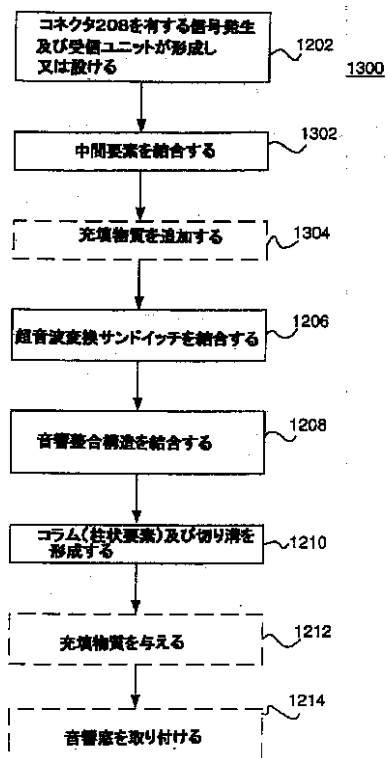 コネクタ208を有する信号発生
及び受信ユニットが形成し
又は設ける
1202
1300
中間要素を結合する
1302
充填物質を追加する
1304
超音波変換サンドイッチを結合する
1206
音響整合構造を結合する
1208
コラム(柱状要素)及び切り溝を
形成する
1210
充填物質を与える
1212
音響窓を取り付ける
1214